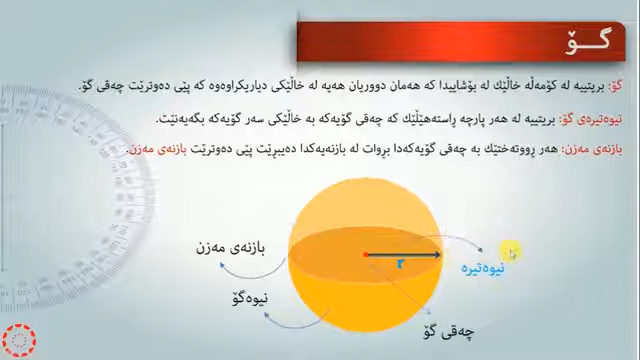 گـــۆ
گۆ: بریتییە لە کۆمەڵە خاڵێك لە بۆشاییدا کە هەمان دووریان هەیە لە خاڵێکی دیاریکراوەوە کە پێی دەوترێت چەقی گۆ.
نیوەتیرەی گۆ: بریتییە لە هەر پارچە ڕاستەهێڵێك کە چەقی گۆیەکە بە خاڵێکی سەر گۆیەکە بگەیەنێت.
بازنەی مەزن: هەر ڕووتەختێك بە چەقی گۆیەکەدا بڕوات لە بازنەیەکدا دەیبڕێت پێی دەوترێت بازنەی مەزن.
بازنەی مەزن
r
نیوەتیرە
نیوەگۆ
چەقی گۆ